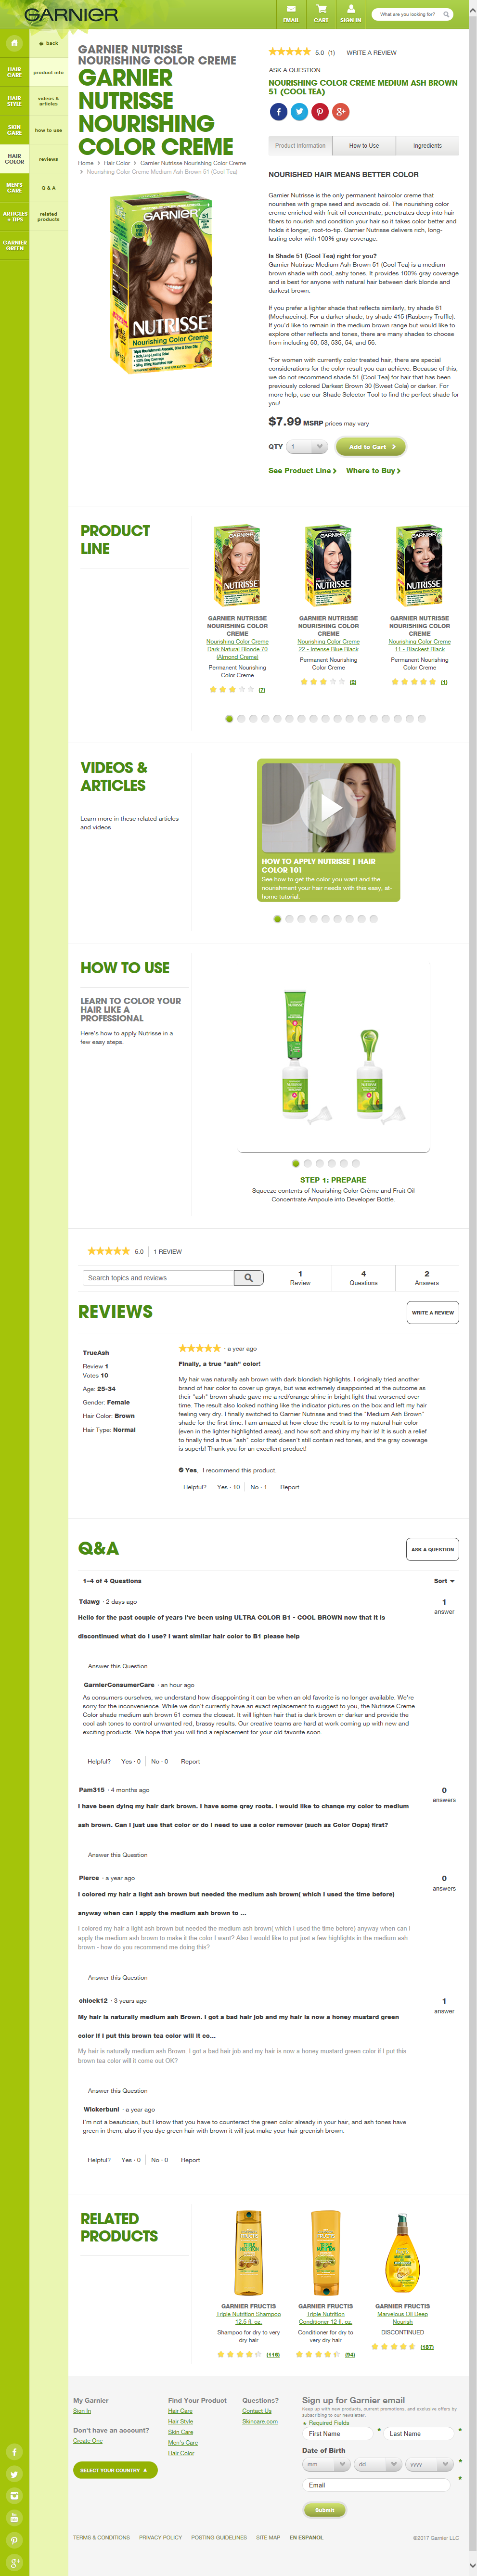 GARNIER
EMAIL
CART
SIGN IN
What are you looking for?
back
HAIR
CARE
product info
HAIR
STYLE
videos &
articles
SKIN
CARE
how to use
HAIR
COLOR
reviews
MEN'S
CARE
Q & A
ARTICLES
+ TIPS
related
products
GARNIER
GREEN
GARNIER NUTRISSE
NOURISHING COLOR CREME
GARNIER
NUTRISSE
NOURISHING
COLOR CREME
Home > Hair Color > Garnier Nutrisse Nourishing Color Creme
> Nourishing Color Creme Medium Ash Brown 51 (Cool Tea)
GARNIER
51
NUTRISSE
Nourishing Color Creme
5.0 (1) WRITE A REVIEW
ASK A QUESTION
NOURISHING COLOR CREME MEDIUM ASH BROWN
51 (COOL TEA)
Product Information
How to Use
Ingredients
NOURISHED HAIR MEANS BETTER COLOR
Garnier Nutrisse is the only permanent haircolor creme that
nourishes with grape seed and avocado oil. The nourishing color
creme enriched with fruit oil concentrate, penetrates deep into hair
fibers to nourish and condition your hair so it takes color better and
holds it longer, root-to-tip. Garnier Nutrisse delivers rich, long-
lasting color with 100% gray coverage.
Is Shade 51 (Cool Tea) right for you?
Garnier Nutrisse Medium Ash Brown 51 (Cool Tea) is a medium
brown shade with cool, ashy tones. It provides 100% gray coverage
and is best for anyone with natural hair between dark blonde and
darkest brown.
If you prefer a lighter shade that reflects similarly, try shade 61
(Mochaccino). For a darker shade, try shade 415 (Rasberry Truffle).
If you'd like to remain in the medium brown range but would like to
explore other reflects and tones, there are many shades to choose
from including 50, 53, 535, 54, and 56.
*For women with currently color treated hair, there are special
considerations for the color result you can achieve. Because of this,
we do not recommend shade 51 (Cool Tea) for hair that has been
previously colored Darkest Brown 30 (Sweet Cola) or darker. For
more help, use our Shade Selector Tool to find the perfect shade for
you!
$7.99 MSRP prices may vary
QTY 1 Add to Cart >
See Product Line > Where to Buy >
PRODUCT
LINE
GARNIER NUTRISSE
NOURISHING COLOR
CREME
Nourishing Color Creme
Dark Natural Blonde 70
(Almond Creme)
Permanent Nourishing
Color Creme
(7)
GARNIER NUTRISSE
NOURISHING COLOR
CREME
Nourishing Color Creme
22 - Intense Blue Black
Permanent Nourishing
Color Creme
(2)
GARNIER NUTRISSE
NOURISHING COLOR
CREME
Nourishing Color Creme
11 - Blackest Black
Permanent Nourishing
Color Creme
(1)
VIDEOS &
ARTICLES
Learn more in these related articles
and videos
HOW TO APPLY NUTRISSE | HAIR
COLOR 101
See how to get the color you want and the
nourishment your hair needs with this easy, at-
home tutorial.
HOW TO USE
LEARN TO COLOR YOUR
HAIR LIKE A
PROFESSIONAL
Here's how to apply Nutrisse in a
few easy steps.
STEP 1: PREPARE
Squeeze contents of Nourishing Color Crème and Fruit Oil
Concentrate Ampoule into Developer Bottle.
5.0 1 REVIEW
Search topics and reviews
1
Review
4
Questions
2
Answers
REVIEWS
WRITE A REVIEW
TrueAsh
Review 1
Votes 10
Age: 25-34
Gender: Female
Hair Color: Brown
Hair Type: Normal
· a year ago
Finally, a true "ash" color!
My hair was naturally ash brown with dark blondish highlights. I originally tried another
brand of hair color to cover up grays, but was extremely disappointed at the outcome as
their "ash" brown shade gave me a red/orange shine in bright light that worsened over
time. The result also looked nothing like the indicator pictures on the box and left my hair
feeling very dry. I finally switched to Garnier Nutrisse and tried the "Medium Ash Brown"
shade for the first time. I am amazed at how close the result is to my natural hair color
(even in the lighter highlighted areas), and how soft and shiny my hair is! It is such a relief
to finally find a true "ash" color that doesn't contain red tones, and the gray coverage
is superb! Thank you for an excellent product!
Yes, I recommend this product.
Helpful? Yes · 10 No · 1 Report
Q&A
ASK A QUESTION
1–4 of 4 Questions
Sort
Tdawg · 2 days ago
1
answer
Hello for the past couple of years i've been using ULTRA COLOR B1 - COOL BROWN now that it is
discontinued what do I use? I want similar hair color to B1 please help
Answer this Question
GarnierConsumerCare · an hour ago
As consumers ourselves, we understand how disappointing it can be when an old favorite is no longer available. We're
sorry for the inconvenience. While we don't currently have an exact replacement to suggest to you, the Nutrisse Creme
Color shade medium ash brown 51 comes the closest. It will lighten hair that is dark brown or darker and provide the
cool ash tones to control unwanted red, brassy results. Our creative teams are hard at work coming up with new and
exciting products. We hope that you will find a replacement for your old favorite soon.
Helpful? Yes · 0 No · 0 Report
Pam315 · 4 months ago
0
answers
I have been dying my hair dark brown. I have some grey roots. I would like to change my color to medium
ash brown. Can I just use that color or do I need to use a color remover (such as Color Oops) first?
Answer this Question
Pierce · a year ago
0
answers
I colored my hair a light ash brown but needed the medium ash brown( which I used the time before)
anyway when can I apply the medium ash brown to ...
I colored my hair a light ash brown but needed the medium ash brown( which I used the time before) anyway when can I
apply the medium ash brown to make it the color I want? Also I would like to put just a few highlights in the medium ash
brown - how do you recommend me doing this?
Answer this Question
chloek12 · 3 years ago
1
answer
My hair is naturally medium ash Brown. I got a bad hair job and my hair is now a honey mustard green
color if I put this brown tea color will it co...
My hair is naturally medium ash Brown. I got a bad hair job and my hair is now a honey mustard green color if I put this
brown tea color will it come out OK?
Answer this Question
Wickerbuni · a year ago
I'm not a beautician, but I know that you have to counteract the green color already in your hair, and ash tones have
green in them, also if you dye green hair with brown it will just make your hair greenish brown.
Helpful? Yes · 0 No · 0 Report
RELATED
PRODUCTS
GARNIER FRUCTIS
Triple Nutrition Shampoo
12.5 fl. oz.
Shampoo for dry to very
dry hair
(116)
GARNIER FRUCTIS
Triple Nutrition
Conditioner 12 fl. oz.
Conditioner for dry to
very dry hair
(94)
GARNIER FRUCTIS
Marvelous Oil Deep
Nourish
DISCONTINUED
(187)
My Garnier
Sign In
Don't have an account?
Create One
SELECT YOUR COUNTRY
Find Your Product
Hair Care
Hair Style
Skin Care
Men's Care
Hair Color
Questions?
Contact Us
Skincare.com
Sign up for Garnier email
Keep up with new products, current promotions, and exclusive offers by
subscribing to our newsletter.
* Required Fields
First Name *
Last Name *
Date of Birth
mm
dd
yyyy *
Email *
Submit
TERMS & CONDITIONS PRIVACY POLICY POSTING GUIDELINES SITE MAP EN ESPANOL
©2017 Garnier LLC